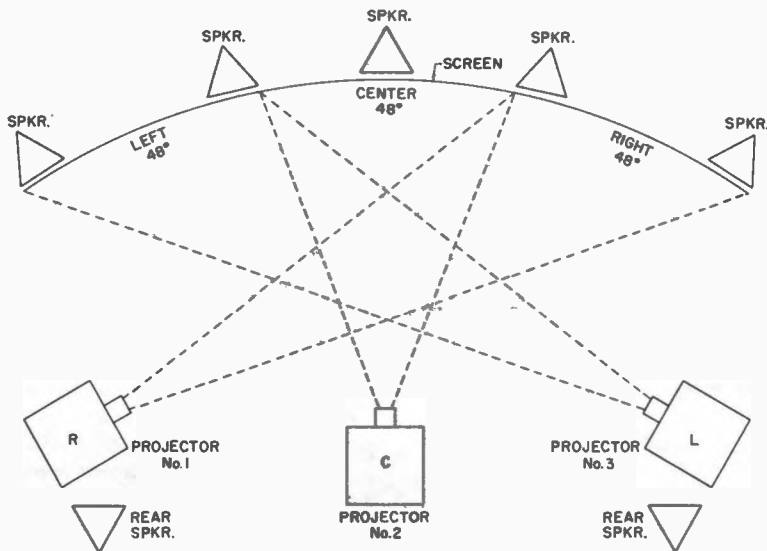 SPKR.
SPKR.
SPKR.
SCREEN
CENTER
48°
SPKR.
SPKR.
LEFT
48°
RIGHT
48°
R
C
L
PROJECTOR
No.1
PROJECTOR
No.3
PROJECTOR
No.2
REAR
SPKR.
REAR
SPKR.